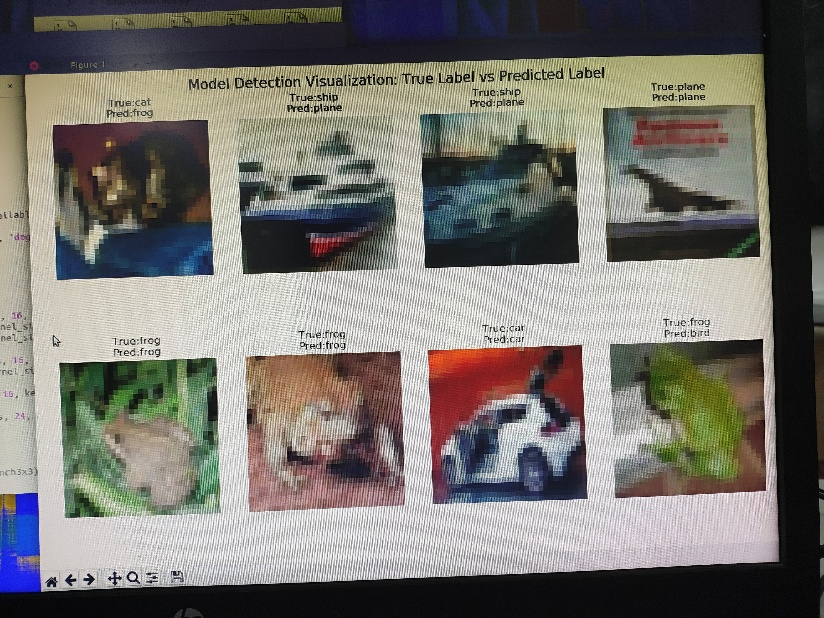 Figure 1
Model Detection Visualization: True Label vs Predicted Label
True:cat
Pred:frog
True:ship
Pred:plane
True:ship
Pred:plane
True:plane
Pred:plane
True:frog
Pred:frog
True:frog
Pred:frog
True:car
Pred:car
True:frog
Pred:bird
, 16,
, 24,